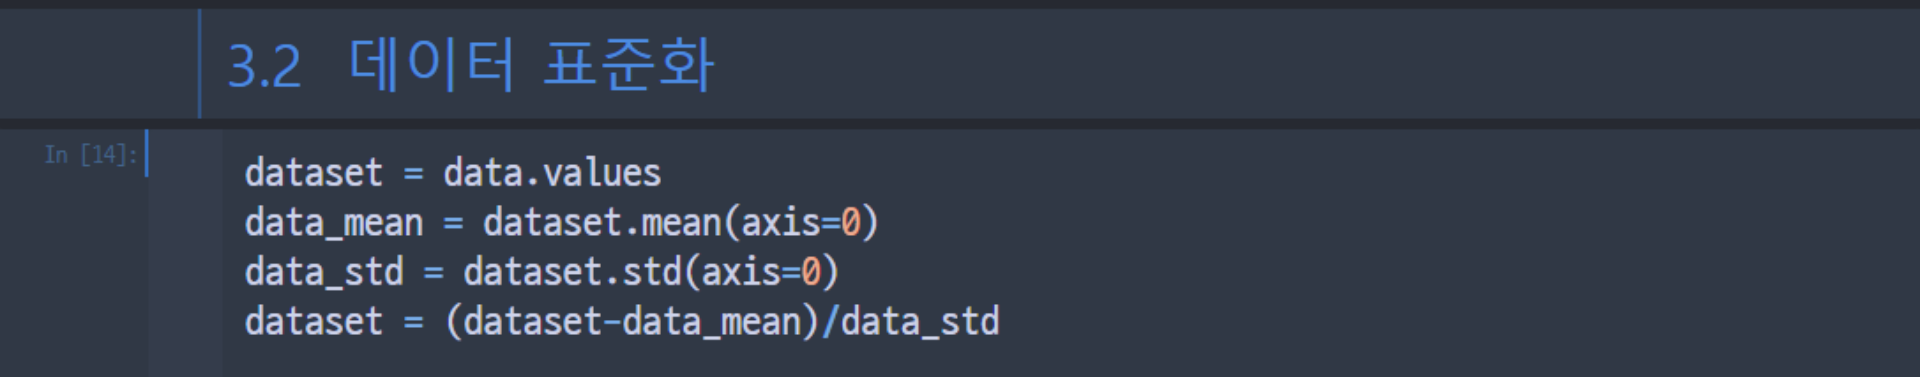 3.2 데이터 표준화
In [14]:
dataset = data.values
data_mean = dataset.mean(axis=0)
data_std = dataset.std(axis=0)
dataset = (dataset-data_mean)/data_std